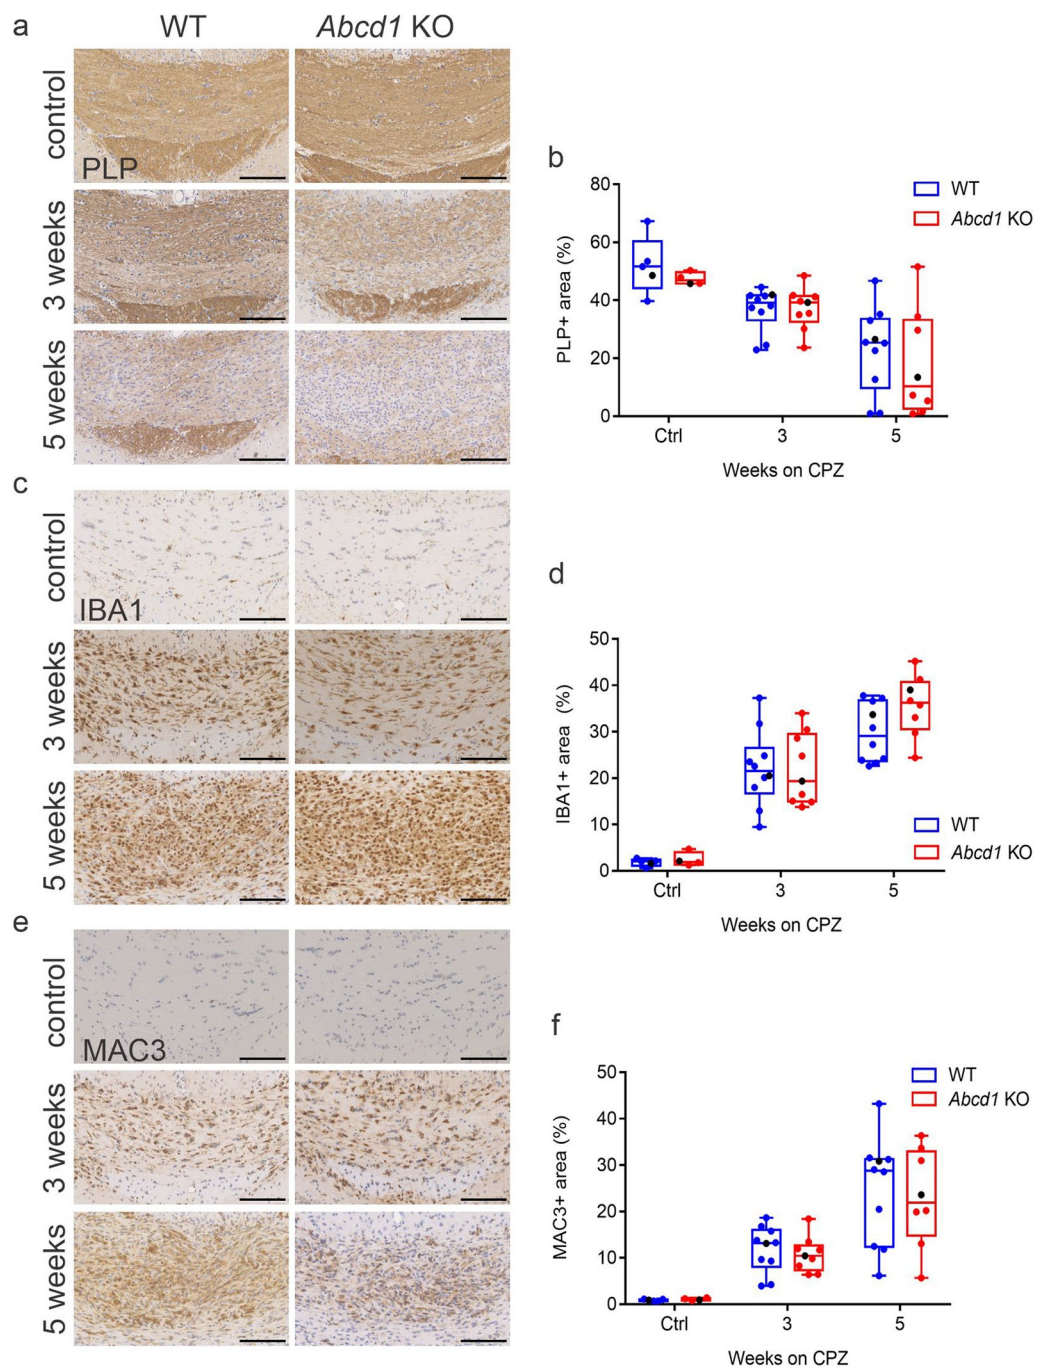 a
WT
Abcd1 KO
control
PLP
3 weeks
5 weeks
b
80
60
40
20
0
PLP+ area (%)
WT
Abcd1 KO
Ctrl
3
5
Weeks on CPZ
c
control
IBA1
3 weeks
5 weeks
d
50
40
30
20
10
0
IBA1+ area (%)
WT
Abcd1 KO
Ctrl
3
5
Weeks on CPZ
e
control
MAC3
3 weeks
5 weeks
f
50
40
30
20
10
0
MAC3+ area (%)
WT
Abcd1 KO
Ctrl
3
5
Weeks on CPZ